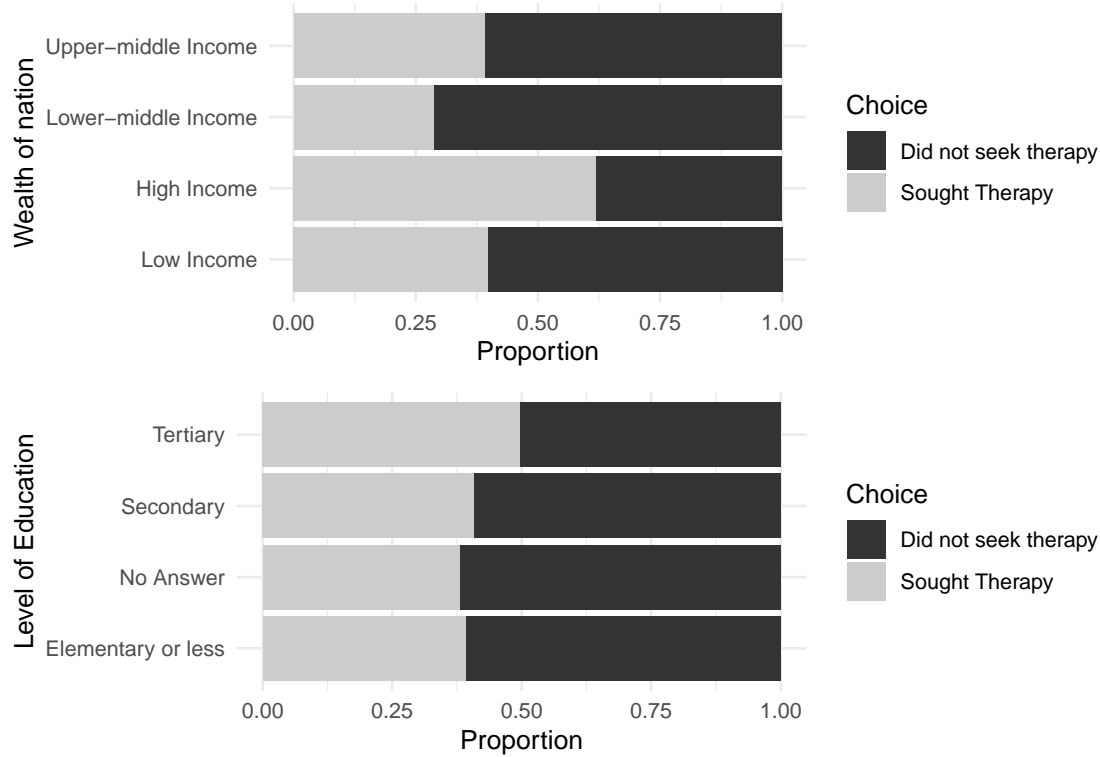 Wealth of nation
Upper−middle Income
Lower−middle Income
High Income
Low Income
0.00 0.25 0.50 0.75 1.00
Proportion
Choice
Did not seek therapy
Sought Therapy
Level of Education
Tertiary
Secondary
No Answer
Elementary or less
0.00 0.25 0.50 0.75 1.00
Proportion
Choice
Did not seek therapy
Sought Therapy